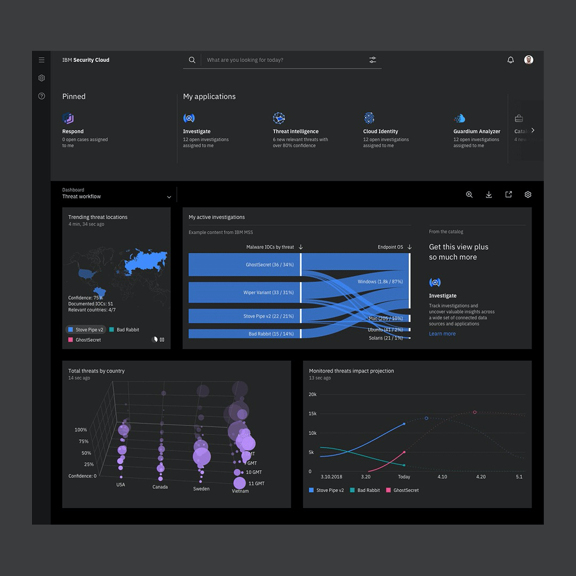 IBM Security Cloud
What are you looking for today?
Pinned
My applications
Respond
0 open cases assigned
to me
Investigate
12 open investigations
assigned to me
Threat Intelligence
6 new relevant threats with
over 80% confidence
Cloud Identity
12 open investigations
assigned to me
Guardium Analyzer
12 open investigations
assigned to me
Dashboard
Threat workflow
Trending threat locations
4 min, 34 sec ago
Confidence: 75%
Documented IOCs: 51
Relevant countries: 4/7
Stove Pipe v2
Bad Rabbit
GhostSecret
My active investigations
Example content from IBM MSS
Malware IOCs by threat
Endpoint OS
GhostSecret (36 / 34%)
Wiper Variant (33 / 31%)
Stove Pipe v2 (22 / 21%)
Bad Rabbit (15 / 14%)
Windows (1.8k / 87%)
Solaris (21 / 1%)
From the catalog
Get this view plus
so much more
Investigate
Track investigations and
uncover valuable insights across
a wide set of connected data
sources and applications
Learn more
Total threats by country
14 sec ago
100%
75%
50%
25%
Confidence: 0
USA
Canada
Sweden
Vietnam
GMT
10 GMT
11 GMT
Monitored threats impact projection
13 sec ago
20k
15k
10k
5k
0
3.10.2018
3.20
Today
4.10
4.20
5.1
Stove Pipe v2
Bad Rabbit
GhostSecret